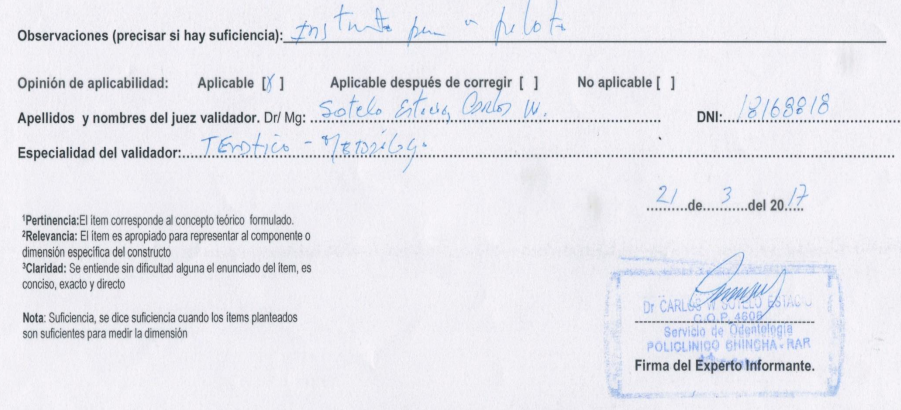 Observaciones (precisar si hay suficiencia): Instrumento para a piloto
Opinión de aplicabilidad: Aplicable [X] Aplicable después de corregir [ ] No aplicable [ ]
Apellidos y nombres del juez validador. Dr/ Mg: Sotelo Estacio, Carlos W. DNI: 18168818
Especialidad del validador: Temático -
21 de 3 del 2017
¹Pertinencia:El ítem corresponde al concepto teórico formulado.
²Relevancia: El ítem es apropiado para representar al componente o
dimensión específica del constructo
³Claridad: Se entiende sin dificultad alguna el enunciado del ítem, es
conciso, exacto y directo
Nota: Suficiencia, se dice suficiencia cuando los ítems planteados
son suficientes para medir la dimensión
Dr CARLOS W SOTELO ESTACIO
C.O.P. 4606
Servicio de Odontología
POLICLINICO CHINCHA - RAR
Firma del Experto Informante.